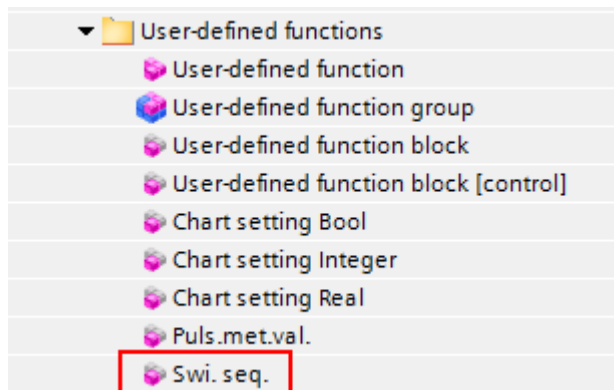 User-defined functions
User-defined function
User-defined function group
User-defined function block
User-defined function block [control]
Chart setting Bool
Chart setting Integer
Chart setting Real
Puls.met.val.
Swi. seq.